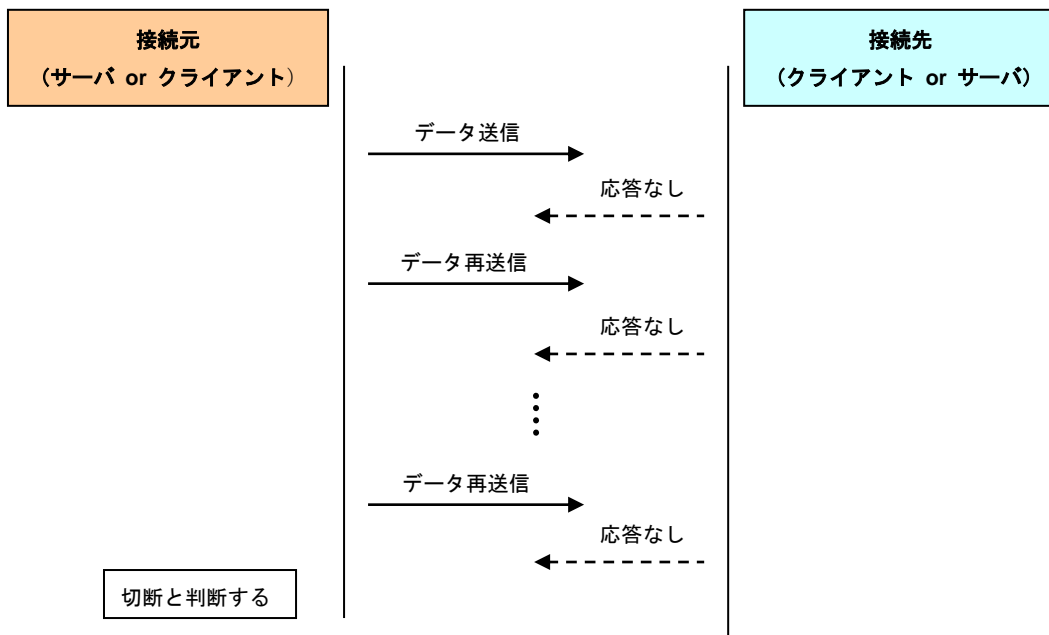 接続元
（サーバ or クライアント）
接続先
（クライアント or サーバ）
データ送信
応答なし
データ再送信
応答なし
データ再送信
応答なし
切断と判断する